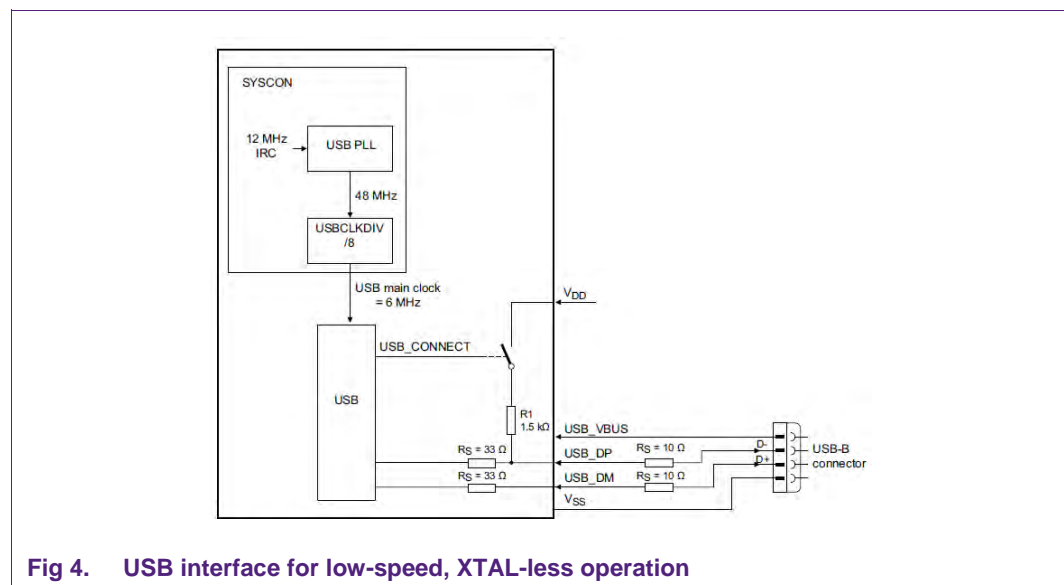 SYSCON
12 MHz
IRC
USB PLL
48 MHz
USBCLKDIV
/8
USB main clock
= 6 MHz
VDD
USB_CONNECT
USB
R1
1.5 kΩ
USB_VBUS
RS = 33 Ω
USB_DP
RS = 10 Ω
D-
USB-B
connector
D+
RS = 33 Ω
USB_DM
RS = 10 Ω
VSS
Fig 4. USB interface for low-speed, XTAL-less operation